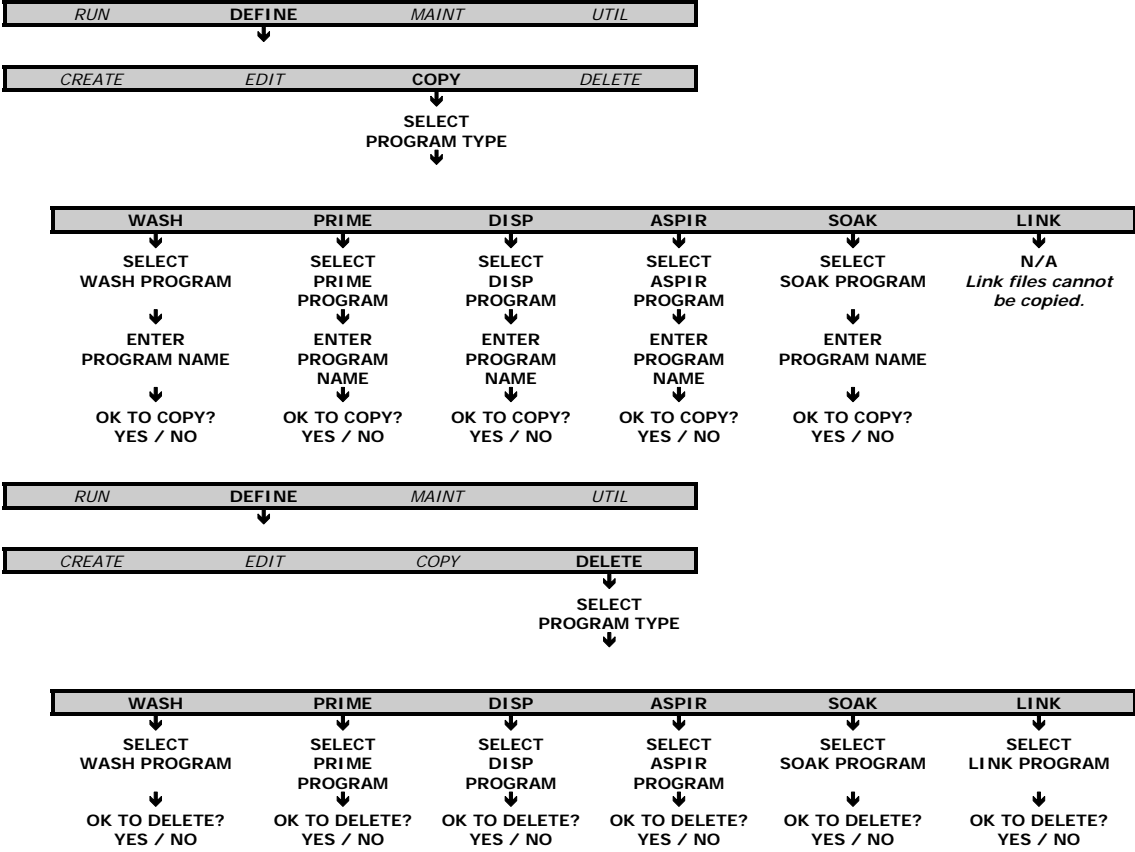 RUN DEFINE MAINT UTIL
CREATE EDIT COPY DELETE
SELECT
PROGRAM TYPE
WASH PRIME DISP ASPIR SOAK LINK
SELECT
WASH PROGRAM
ENTER
PROGRAM NAME
OK TO COPY?
YES / NO
SELECT
PRIME
PROGRAM
ENTER
PROGRAM
NAME
OK TO COPY?
YES / NO
SELECT
DISP
PROGRAM
ENTER
PROGRAM
NAME
OK TO COPY?
YES / NO
SELECT
ASPIR
PROGRAM
ENTER
PROGRAM
NAME
OK TO COPY?
YES / NO
SELECT
SOAK PROGRAM
ENTER
PROGRAM NAME
OK TO COPY?
YES / NO
N/A
Link files cannot
be copied.
RUN DEFINE MAINT UTIL
CREATE EDIT COPY DELETE
SELECT
PROGRAM TYPE
WASH PRIME DISP ASPIR SOAK LINK
SELECT
WASH PROGRAM
OK TO DELETE?
YES / NO
SELECT
PRIME
PROGRAM
OK TO DELETE?
YES / NO
SELECT
DISP
PROGRAM
OK TO DELETE?
YES / NO
SELECT
ASPIR
PROGRAM
OK TO DELETE?
YES / NO
SELECT
SOAK PROGRAM
OK TO DELETE?
YES / NO
SELECT
LINK PROGRAM
OK TO DELETE?
YES / NO